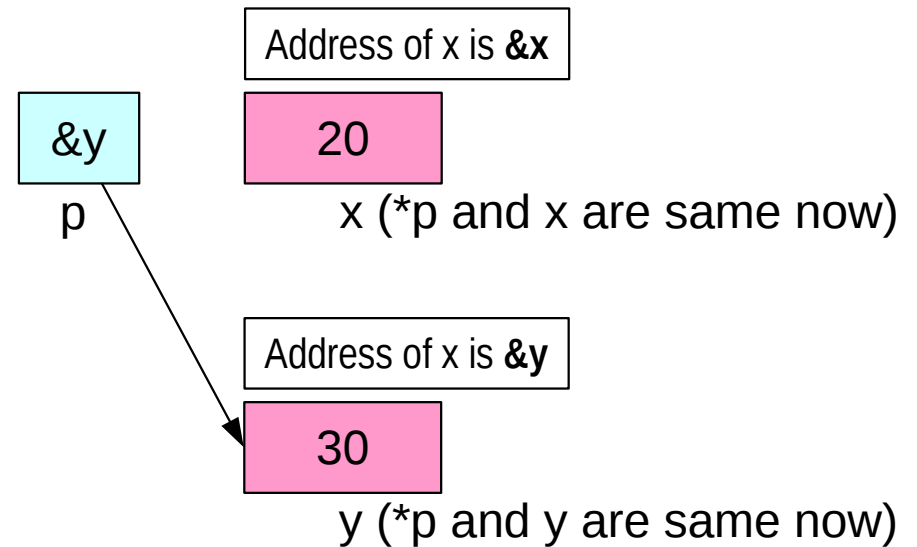 Address of x is &x
&y
20
p
x (*p and x are same now)
Address of x is &y
30
y (*p and y are same now)